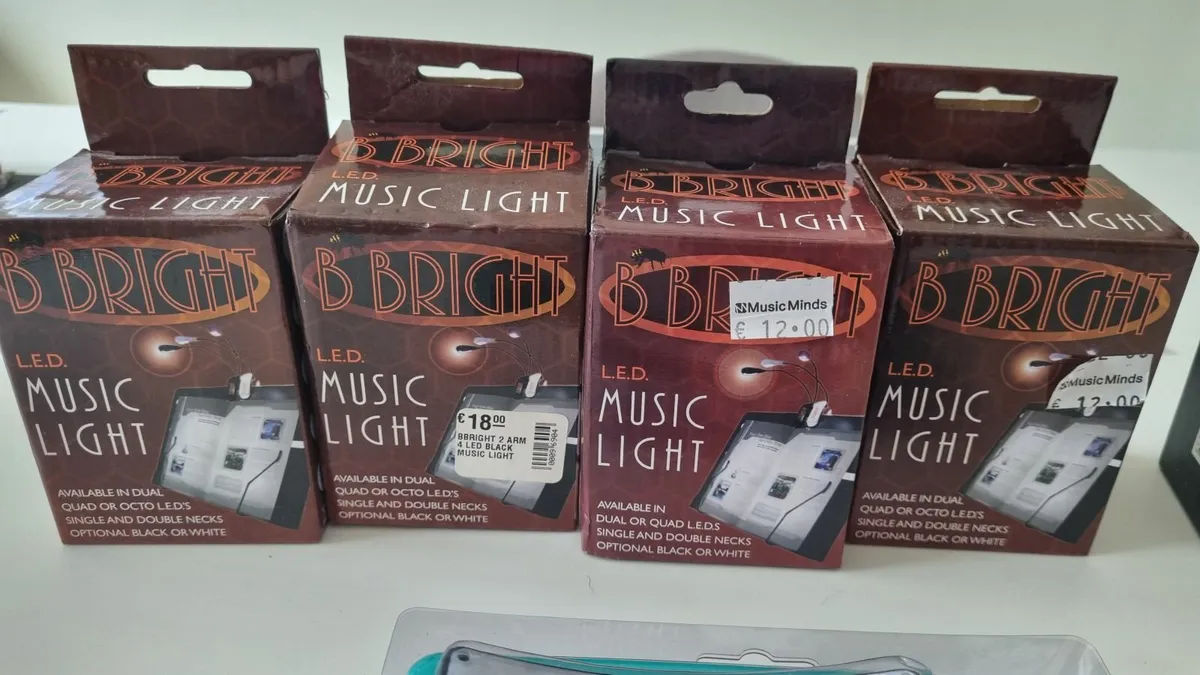 B BRIGHT
MUSIC LIGHT
B BRIGHT
L.E.D.
MUSIC
LIGHT
AVAILABLE IN DUAL
QUAD OR OCTO L.E.D'S
SINGLE AND DOUBLE NECKS
OPTIONAL BLACK OR WHITE
B BRIGHT
L.E.D.
MUSIC LIGHT
B BRIGHT
L.E.D.
MUSIC
LIGHT
€ 18 00
BBRIGHT 2 ARM
4 LED BLACK
MUSIC LIGHT
AVAILABLE IN DUAL
QUAD OR OCTO L.E.D'S
SINGLE AND DOUBLE NECKS
OPTIONAL BLACK OR WHITE
B BRIGHT
L.E.D.
MUSIC LIGHT
B BRIGHT
Music Minds
€ 12.00
L.E.D.
MUSIC
LIGHT
AVAILABLE IN
DUAL OR QUAD L.E.D.S
SINGLE AND DOUBLE NECKS
OPTIONAL BLACK OR WHITE
B BRIGHT
L.E.D.
MUSIC LIGHT
B BRIGHT
L.E.D.
MUSIC
LIGHT
Music Minds
€ 12.00
AVAILABLE IN DUAL
QUAD OR OCTO L.E.D'S
SINGLE AND DOUBLE NECKS
OPTIONAL BLACK OR WHITE